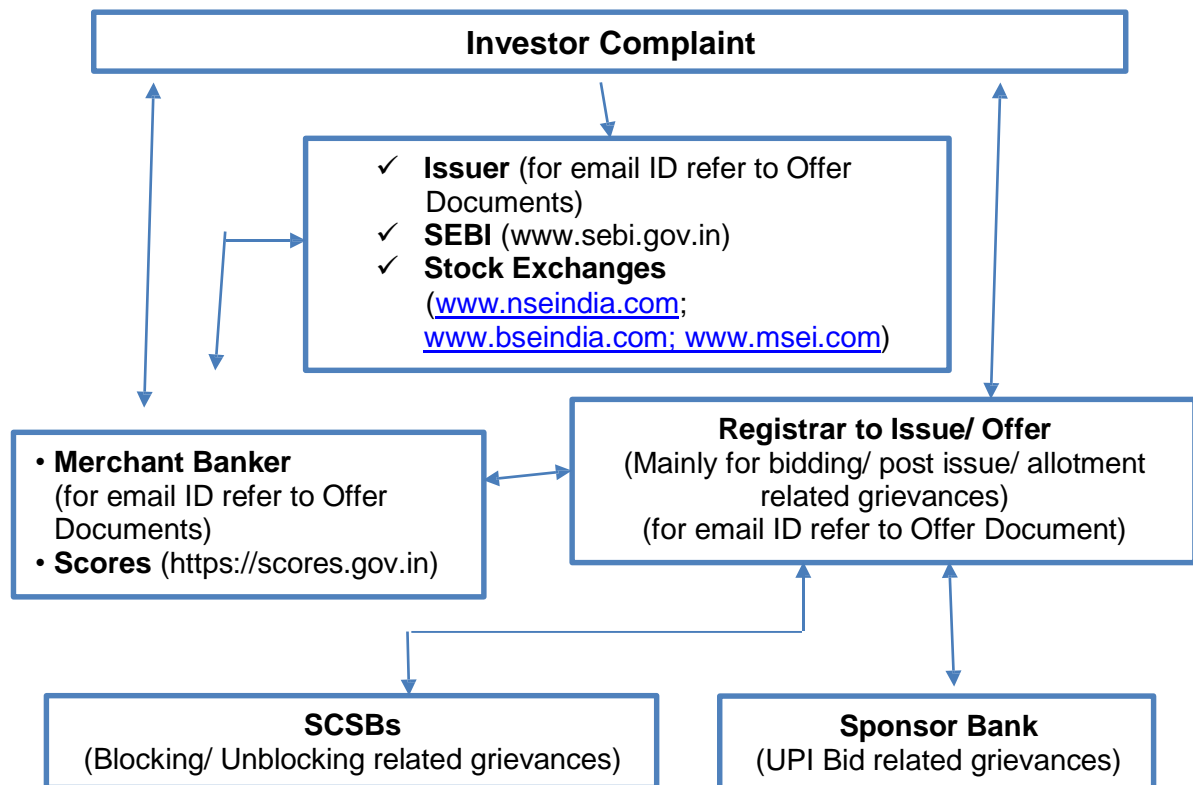 Investor Complaint
✓ Issuer (for email ID refer to Offer
Documents)
✓ SEBI (www.sebi.gov.in)
✓ Stock Exchanges
(www.nseindia.com;
www.bseindia.com; www.msei.com)
• Merchant Banker
(for email ID refer to Offer
Documents)
• Scores (https://scores.gov.in)
Registrar to Issue/ Offer
(Mainly for bidding/ post issue/ allotment
related grievances)
(for email ID refer to Offer Document)
SCSBs
(Blocking/ Unblocking related grievances)
Sponsor Bank
(UPI Bid related grievances)